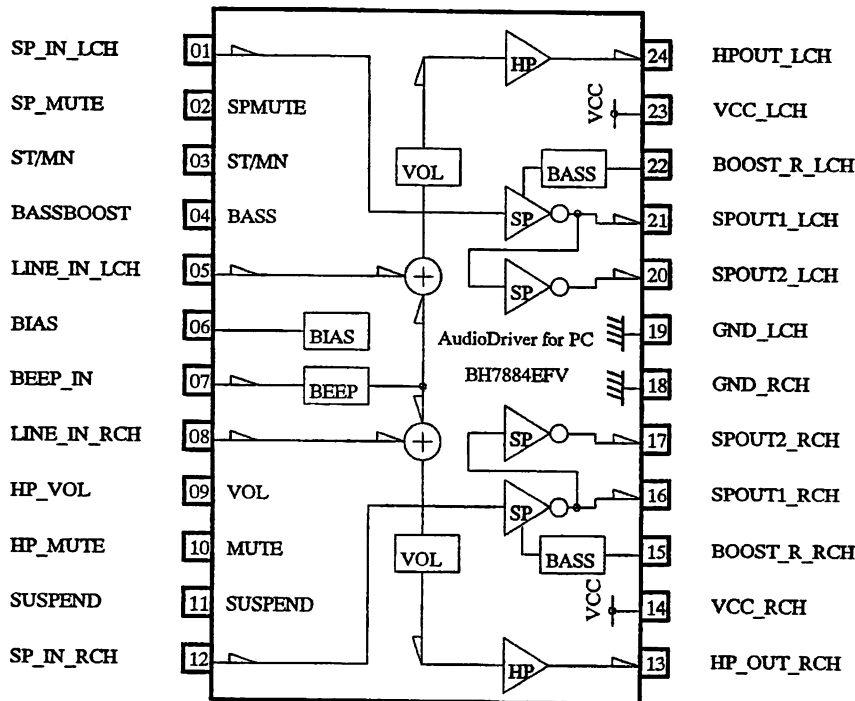 SP_IN_LCH 01 HP 24 HPOUT_LCH
SP_MUTE 02 SPMUTE VCC 23 VCC_LCH
ST/MN 03 ST/MN VOL BASS 22 BOOST_R_LCH
BASSBOOST 04 BASS SP 21 SPOUT1_LCH
LINE_IN_LCH 05 + SP 20 SPOUT2_LCH
BIAS 06 BIAS AudioDriver for PC 19 GND_LCH
BEEP_IN 07 BEEP BH7884EFV 18 GND_RCH
LINE_IN_RCH 08 + SP 17 SPOUT2_RCH
HP_VOL 09 VOL SP 16 SPOUT1_RCH
HP_MUTE 10 MUTE VOL BASS 15 BOOST_R_RCH
SUSPEND 11 SUSPEND VCC 14 VCC_RCH
SP_IN_RCH 12 HP 13 HP_OUT_RCH